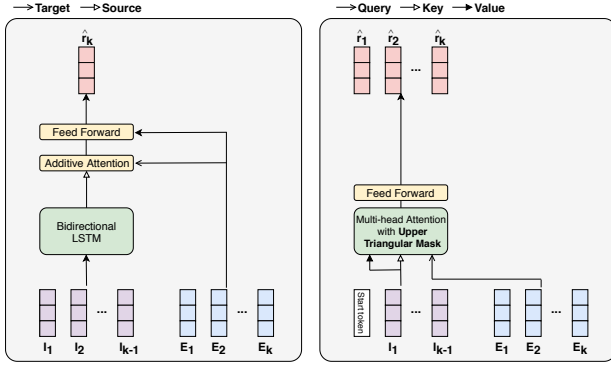 Target Source
r̂k
Feed Forward
Additive Attention
Bidirectional
LSTM
...
...
I1 I2 Ik-1 E1 E2 Ek
Query Key Value
r̂1 r̂2 r̂k
...
Feed Forward
Multi-head Attention
with Upper
Triangular Mask
Start token
...
...
I1 Ik-1 E1 E2 Ek